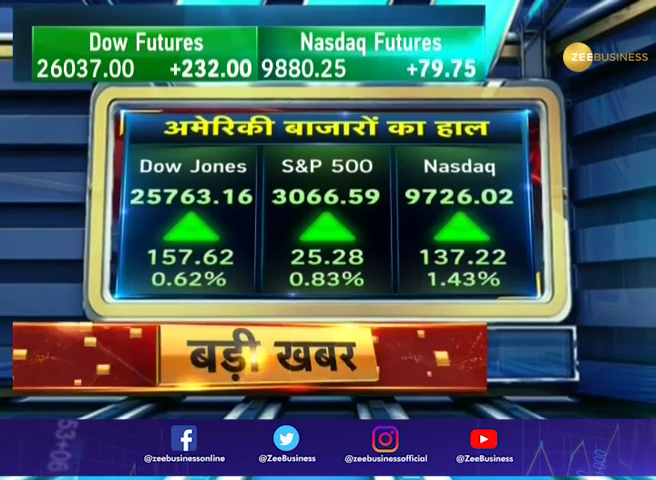 Dow Futures
26037.00 +232.00
Nasdaq Futures
9880.25 +79.75
ZEEBUSINESS
अमेरिकी बाजारों का हाल
Dow Jones S&P 500 Nasdaq
25763.16 3066.59 9726.02
157.62 25.28 137.22
0.62% 0.83% 1.43%
बड़ी खबर
@zeebusinessonline @ZeeBusiness @zeebusinessofficial @ZeeBusiness
53+06